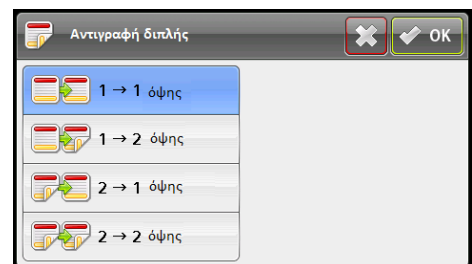 Αντιγραφή διπλής
OK
1 → 1 όψης
1 → 2 όψης
2 → 1 όψης
2 → 2 όψης